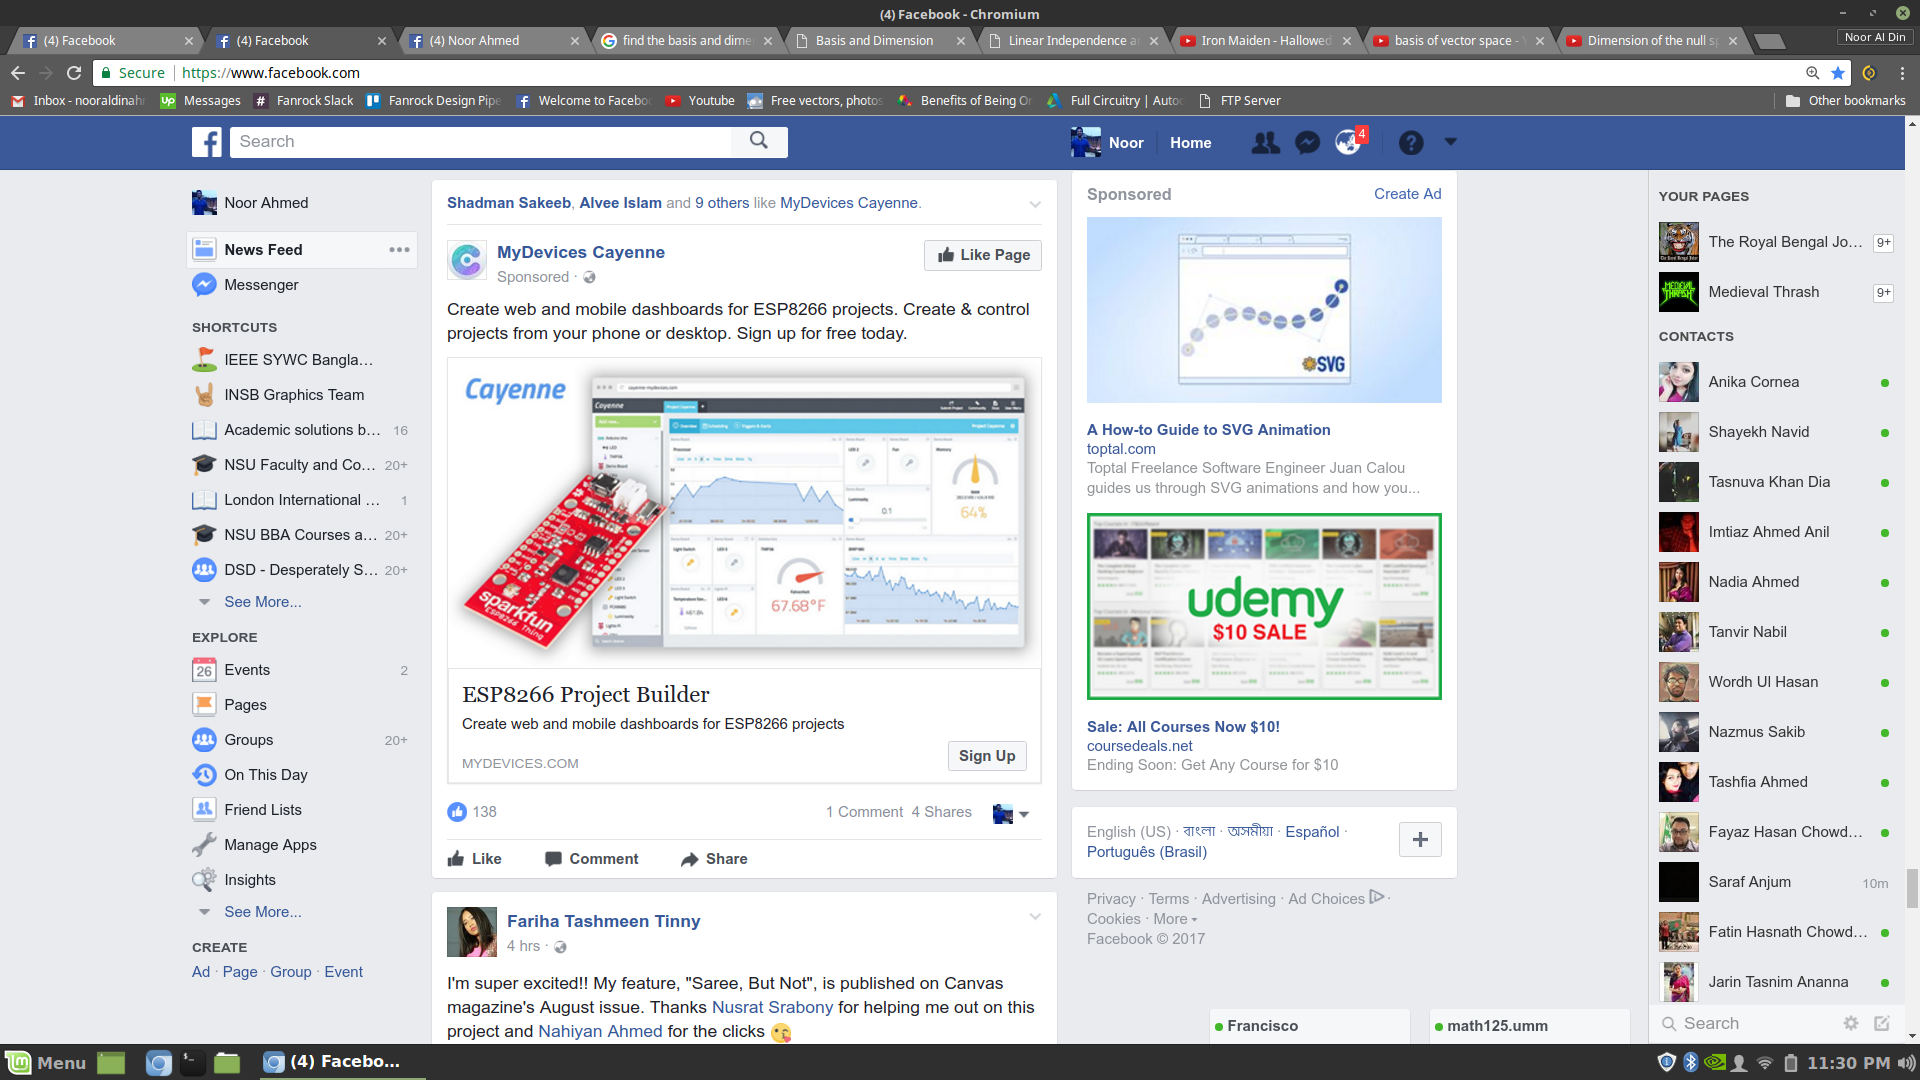 (4) Facebook - Chromium
(4) Facebook
(4) Facebook
(4) Noor Ahmed
find the basis and dime
Basis and Dimension
Linear Independence a
Iron Maiden - Hallowed
basis of vector space -
Dimension of the null s
Noor Al Din
Secure
https://www.facebook.com
Inbox - nooraldinah
Messages
Fanrock Slack
Fanrock Design Pipe
Welcome to Facebo
Youtube
Free vectors, photos
Benefits of Being Or
Full Circuitry | Autoc
FTP Server
Other bookmarks
Search
Noor
Home
4
Noor Ahmed
News Feed
Messenger
SHORTCUTS
IEEE SYWC Bangla...
INSB Graphics Team
Academic solutions b... 16
NSU Faculty and Co... 20+
London International ... 1
NSU BBA Courses a... 20+
DSD - Desperately S... 20+
See More...
EXPLORE
26 Events 2
Pages
Groups 20+
On This Day
Friend Lists
Manage Apps
Insights
See More...
CREATE
Ad · Page · Group · Event
Shadman Sakeeb, Alvee Islam and 9 others like MyDevices Cayenne.
MyDevices Cayenne
Sponsored ·
Like Page
Create web and mobile dashboards for ESP8266 projects. Create & control
projects from your phone or desktop. Sign up for free today.
Cayenne
cayenne-mydevices.com
Cayenne
0.1
64%
67.68°F
sparkfun
ESP8266 Thing
ESP8266 Project Builder
Create web and mobile dashboards for ESP8266 projects
MYDEVICES.COM
Sign Up
138
1 Comment 4 Shares
Like
Comment
Share
Fariha Tashmeen Tinny
4 hrs ·
I'm super excited!! My feature, "Saree, But Not", is published on Canvas
magazine's August issue. Thanks Nusrat Srabony for helping me out on this
project and Nahiyan Ahmed for the clicks 😘
Sponsored
Create Ad
SVG
A How-to Guide to SVG Animation
toptal.com
Toptal Freelance Software Engineer Juan Calou
guides us through SVG animations and how you...
udemy
$10 SALE
Sale: All Courses Now $10!
coursedeals.net
Ending Soon: Get Any Course for $10
English (US) · বাংলা · অসমীয়া · Español ·
Português (Brasil)
Privacy · Terms · Advertising · Ad Choices ·
Cookies · More
Facebook © 2017
YOUR PAGES
The Royal Bengal Jo... 9+
Medieval Thrash 9+
CONTACTS
Anika Cornea
Shayekh Navid
Tasnuva Khan Dia
Imtiaz Ahmed Anil
Nadia Ahmed
Tanvir Nabil
Wordh Ul Hasan
Nazmus Sakib
Tashfia Ahmed
Fayaz Hasan Chowd...
Saraf Anjum 10m
Fatin Hasnath Chowd...
Jarin Tasnim Ananna
Search
Francisco
math125.umm
Menu
(4) Facebo...
11:30 PM